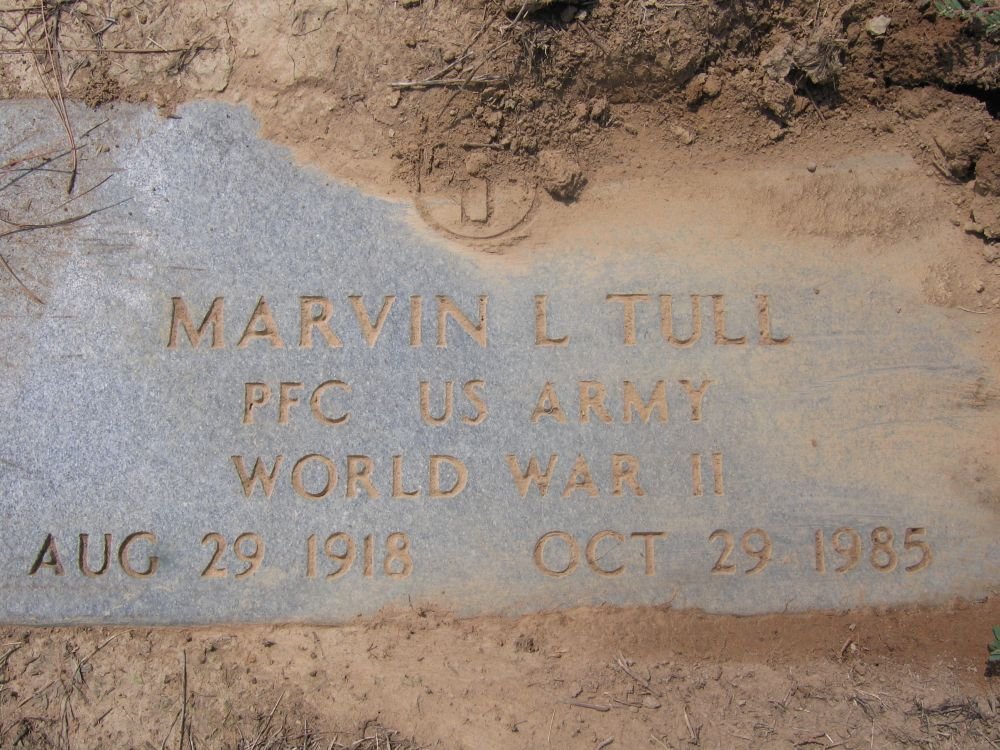 MARVIN L TULL
PFC US ARMY
WORLD WAR II
AUG 29 1918 OCT 29 1985